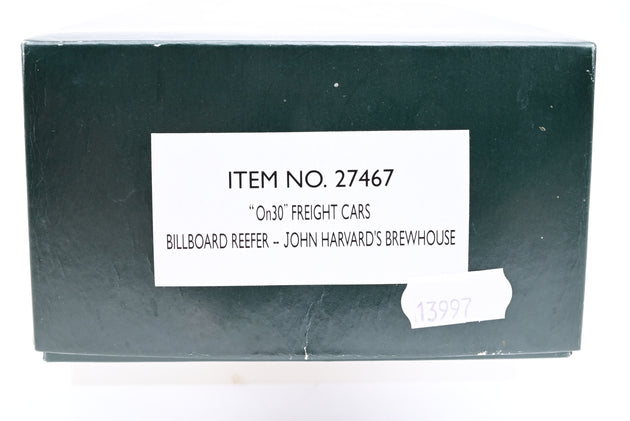 ITEM NO. 27467
"On30" FREIGHT CARS
BILLBOARD REEFER -- JOHN HARVARD'S BREWHOUSE
13997